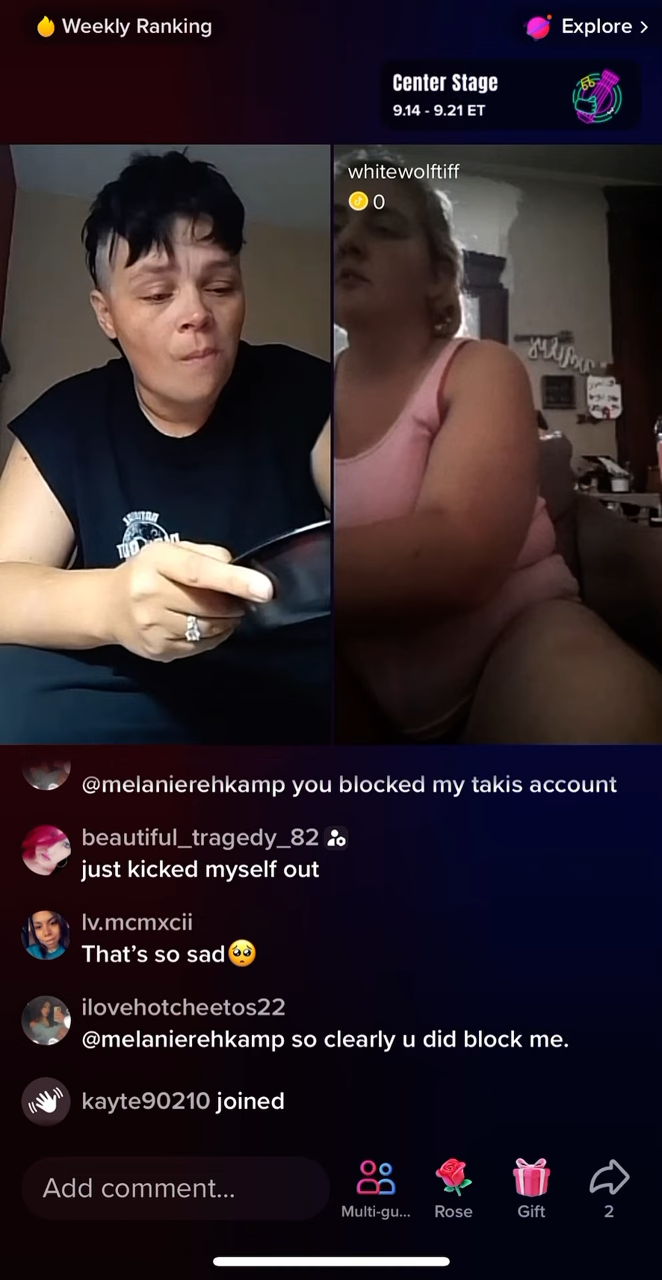 Weekly Ranking
Explore >
Center Stage
9.14 - 9.21 ET
whitewolftiff
0
@melanierehkamp you blocked my takis account
beautiful_tragedy_82
just kicked myself out
lv.mcmxcii
That's so sad🥺
ilovehotcheetos22
@melanierehkamp so clearly u did block me.
kayte90210 joined
Add comment...
Multi-gu...
Rose
Gift
2